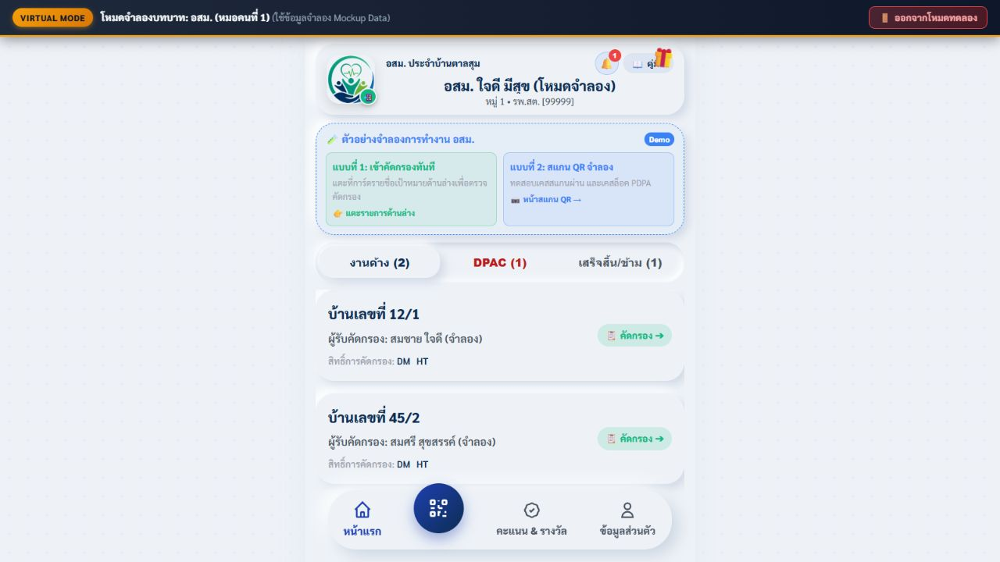 VIRTUAL MODE โหมดจำลองบทบาท: อสม. (หมอคนที่ 1) (ใช้ข้อมูลจำลอง Mockup Data)
ออกจากโหมดทดลอง
อสม. ประจำบ้านตาลสุม
1
อสม. ใจดี มีสุข (โหมดจำลอง)
หมู่ 1 • รพ.สต. [99999]
ตัวอย่างจำลองการทำงาน อสม.
Demo
แบบที่ 1: เข้าคัดกรองทันที
แตะที่การ์ดรายชื่อเป้าหมายด้านล่างเพื่อตรวจ
คัดกรอง
👉 แตะรายการด้านล่าง
แบบที่ 2: สแกน QR จำลอง
ทดสอบเคสสแกนผ่าน และเคสล็อค PDPA
หน้าสแกน QR →
งานค้าง (2)
DPAC (1)
เสร็จสิ้น/ข้าม (1)
บ้านเลขที่ 12/1
ผู้รับคัดกรอง: สมชาย ใจดี (จำลอง)
สิทธิ์การคัดกรอง: DM HT
คัดกรอง ➔
บ้านเลขที่ 45/2
ผู้รับคัดกรอง: สมศรี สุขสรรค์ (จำลอง)
สิทธิ์การคัดกรอง: DM HT
คัดกรอง ➔
หน้าแรก
คะแนน & รางวัล
ข้อมูลส่วนตัว